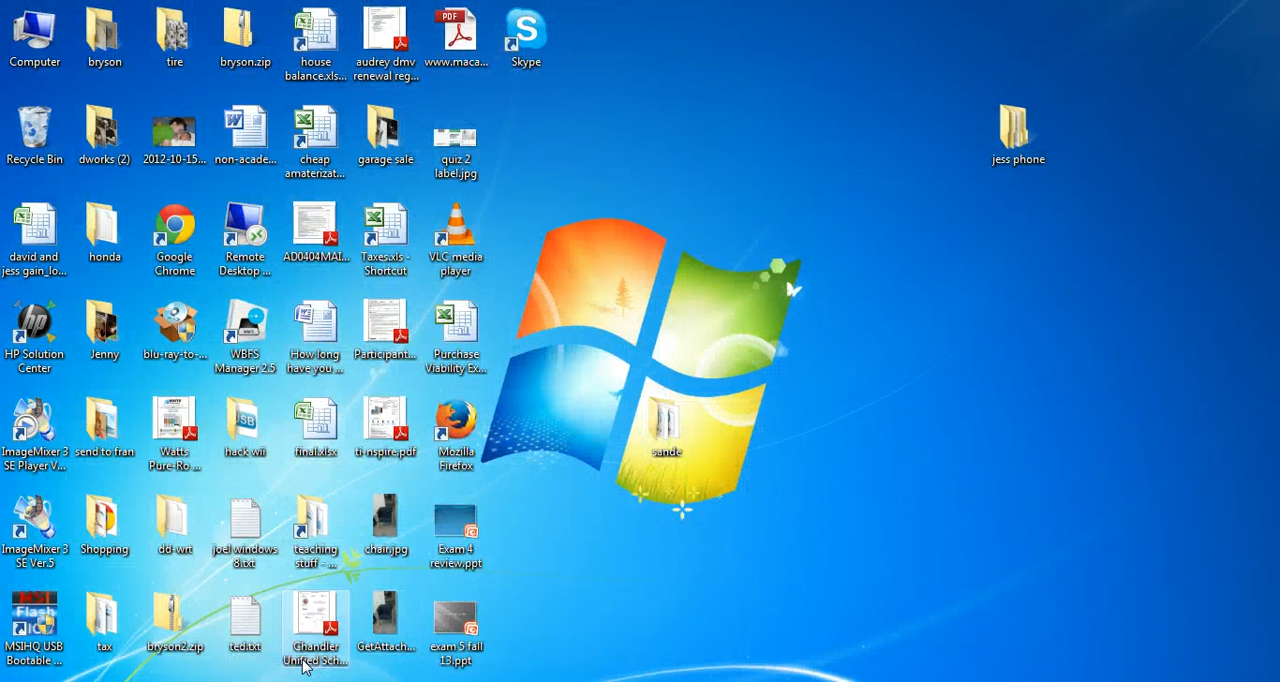 Computer
bryson
tire
bryson.zip
house
balance.xls...
audrey dmv
renewal reg...
www.maca...
Skype
Recycle Bin
dworks (2)
2012-10-15...
non-acade...
cheap
amaterizat...
garage sale
quiz 2
label.jpg
jess phone
david and
jess gain_lo...
honda
Google
Chrome
Remote
Desktop ...
AD0404MAI...
Taxes.xls -
Shortcut
VLC media
player
HP Solution
Center
Jenny
blu-ray-to-...
WBFS
Manager 2.5
How long
have you ...
Participant...
Purchase
Viability Ex...
ImageMixer 3
SE Player V...
send to fran
Watts
Pure-Ro ...
hack wii
final.xlsx
ti-nspire.pdf
Mozilla
Firefox
sande
ImageMixer 3
SE Ver.5
Shopping
dd-wrt
joel windows
8.txt
teaching
stuff - ...
chair.jpg
Exam 4
review.ppt
MSIHQ USB
Bootable ...
tax
bryson2.zip
ted.txt
Chandler
Unified Sch...
GetAttach...
exam 5 fall
13.ppt